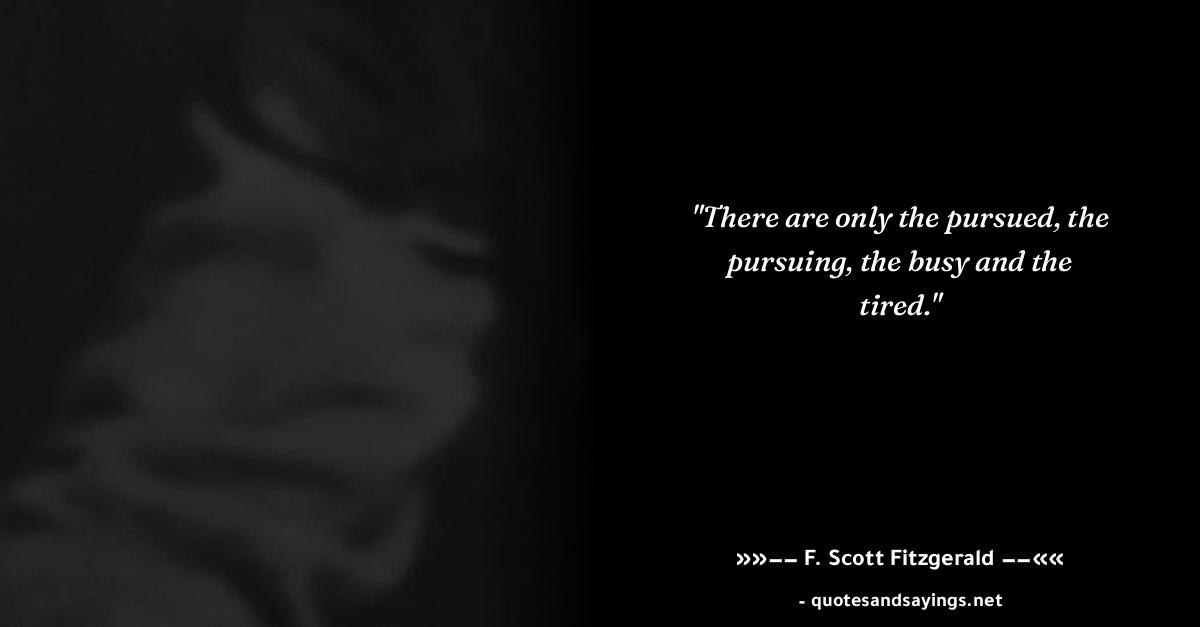 "There are only the pursued, the
pursuing, the busy and the
tired."
»»–– F. Scott Fitzgerald ––««
- quotesandsayings.net